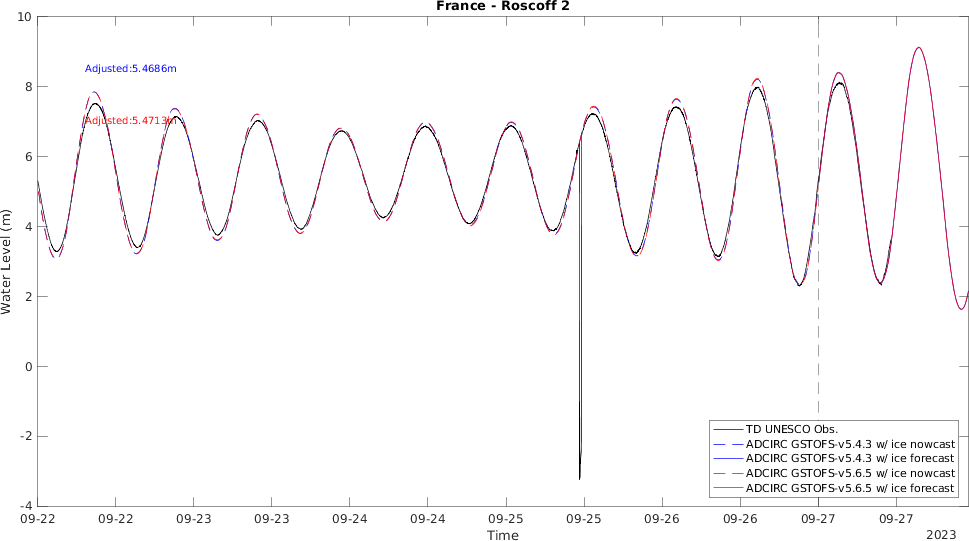 France - Roscoff 2
Adjusted:5.4686m
Adjusted:5.4713m
Water Level (m)
10
8
6
4
2
0
-2
-4
09-22 09-22 09-23 09-23 09-24 09-24 09-25 09-25 09-26 09-26 09-27 09-27
Time
2023
TD UNESCO Obs.
ADCIRC GSTOFS-v5.4.3 w/ ice nowcast
ADCIRC GSTOFS-v5.4.3 w/ ice forecast
ADCIRC GSTOFS-v5.6.5 w/ ice nowcast
ADCIRC GSTOFS-v5.6.5 w/ ice forecast